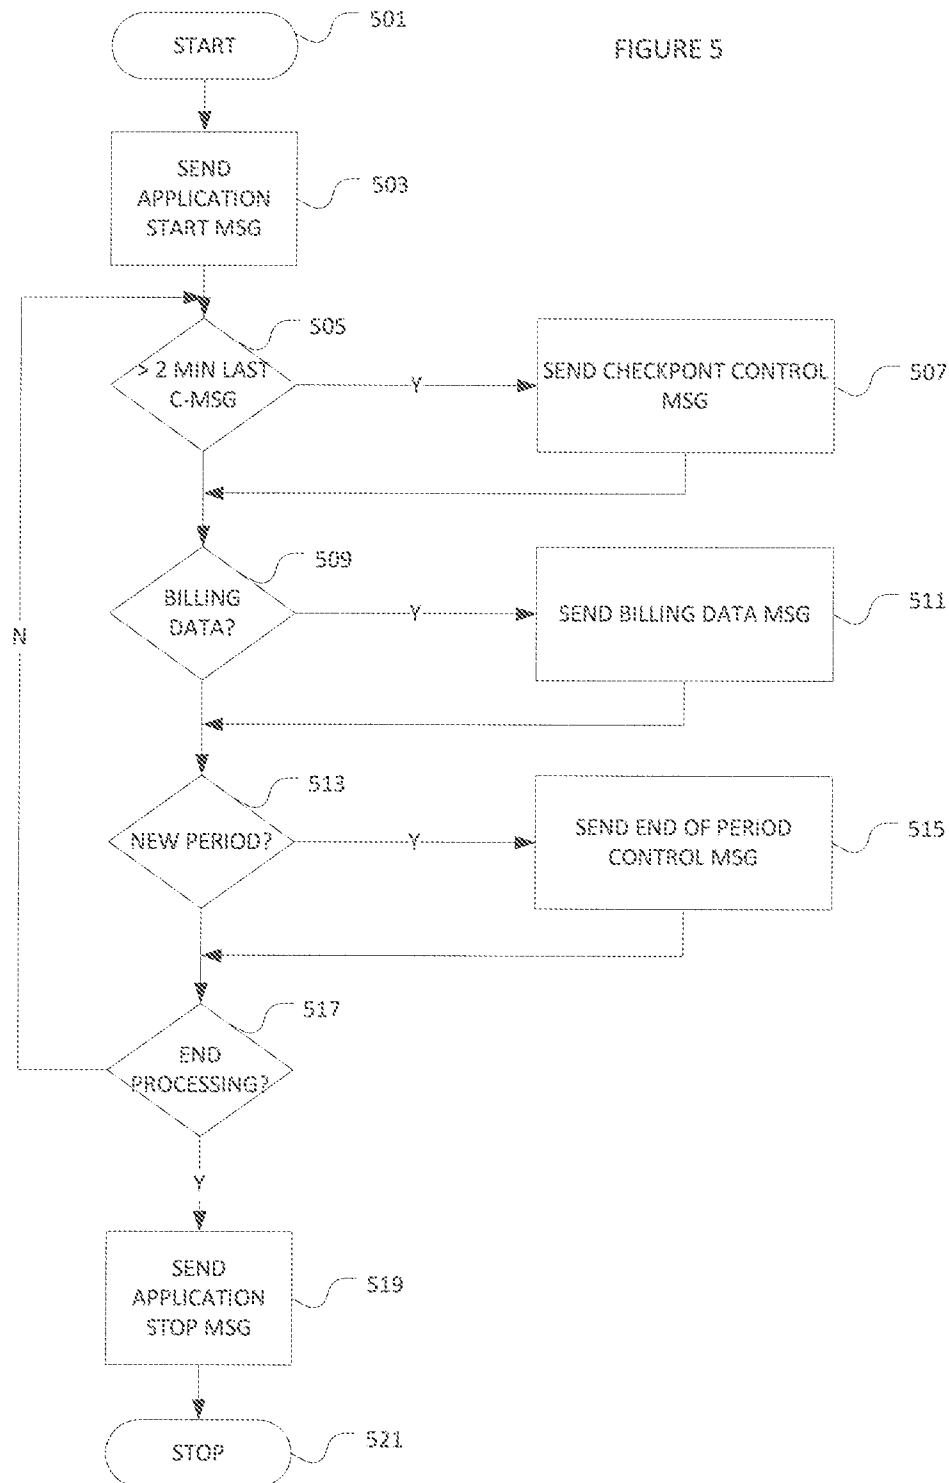 501
START
FIGURE 5
SEND
APPLICATION
START MSG
503
505
> 2 MIN LAST
C-MSG
Y
SEND CHECKPONT CONTROL
MSG
507
509
BILLING
DATA?
Y
SEND BILLING DATA MSG
511
N
513
NEW PERIOD?
Y
SEND END OF PERIOD
CONTROL MSG
515
517
END
PROCESSING?
Y
SEND
APPLICATION
STOP MSG
519
STOP
521